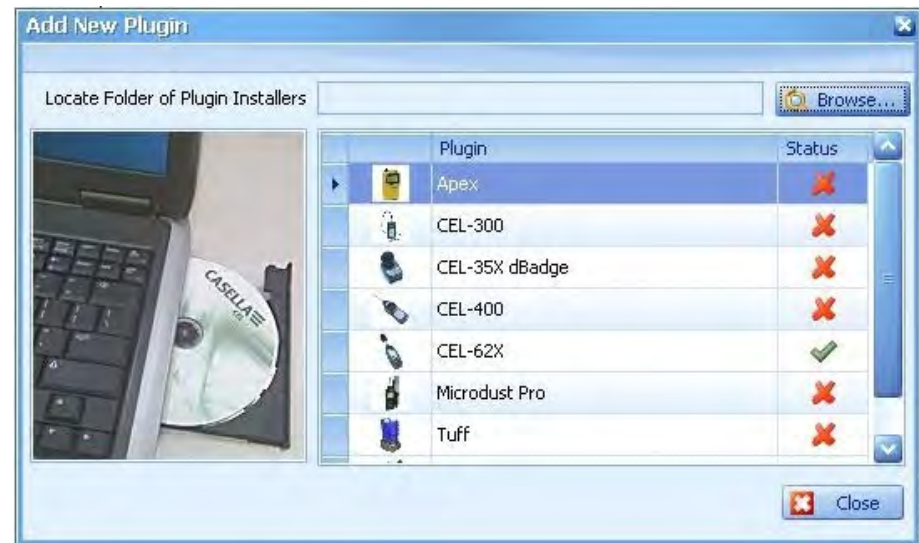 Add New Plugin
Locate Folder of Plugin Installers
Browse...
Plugin Status
Apex
CEL-300
CEL-35X dBadge
CEL-400
CEL-62X
Microdust Pro
Tuff
CASELLA
CEL
Close